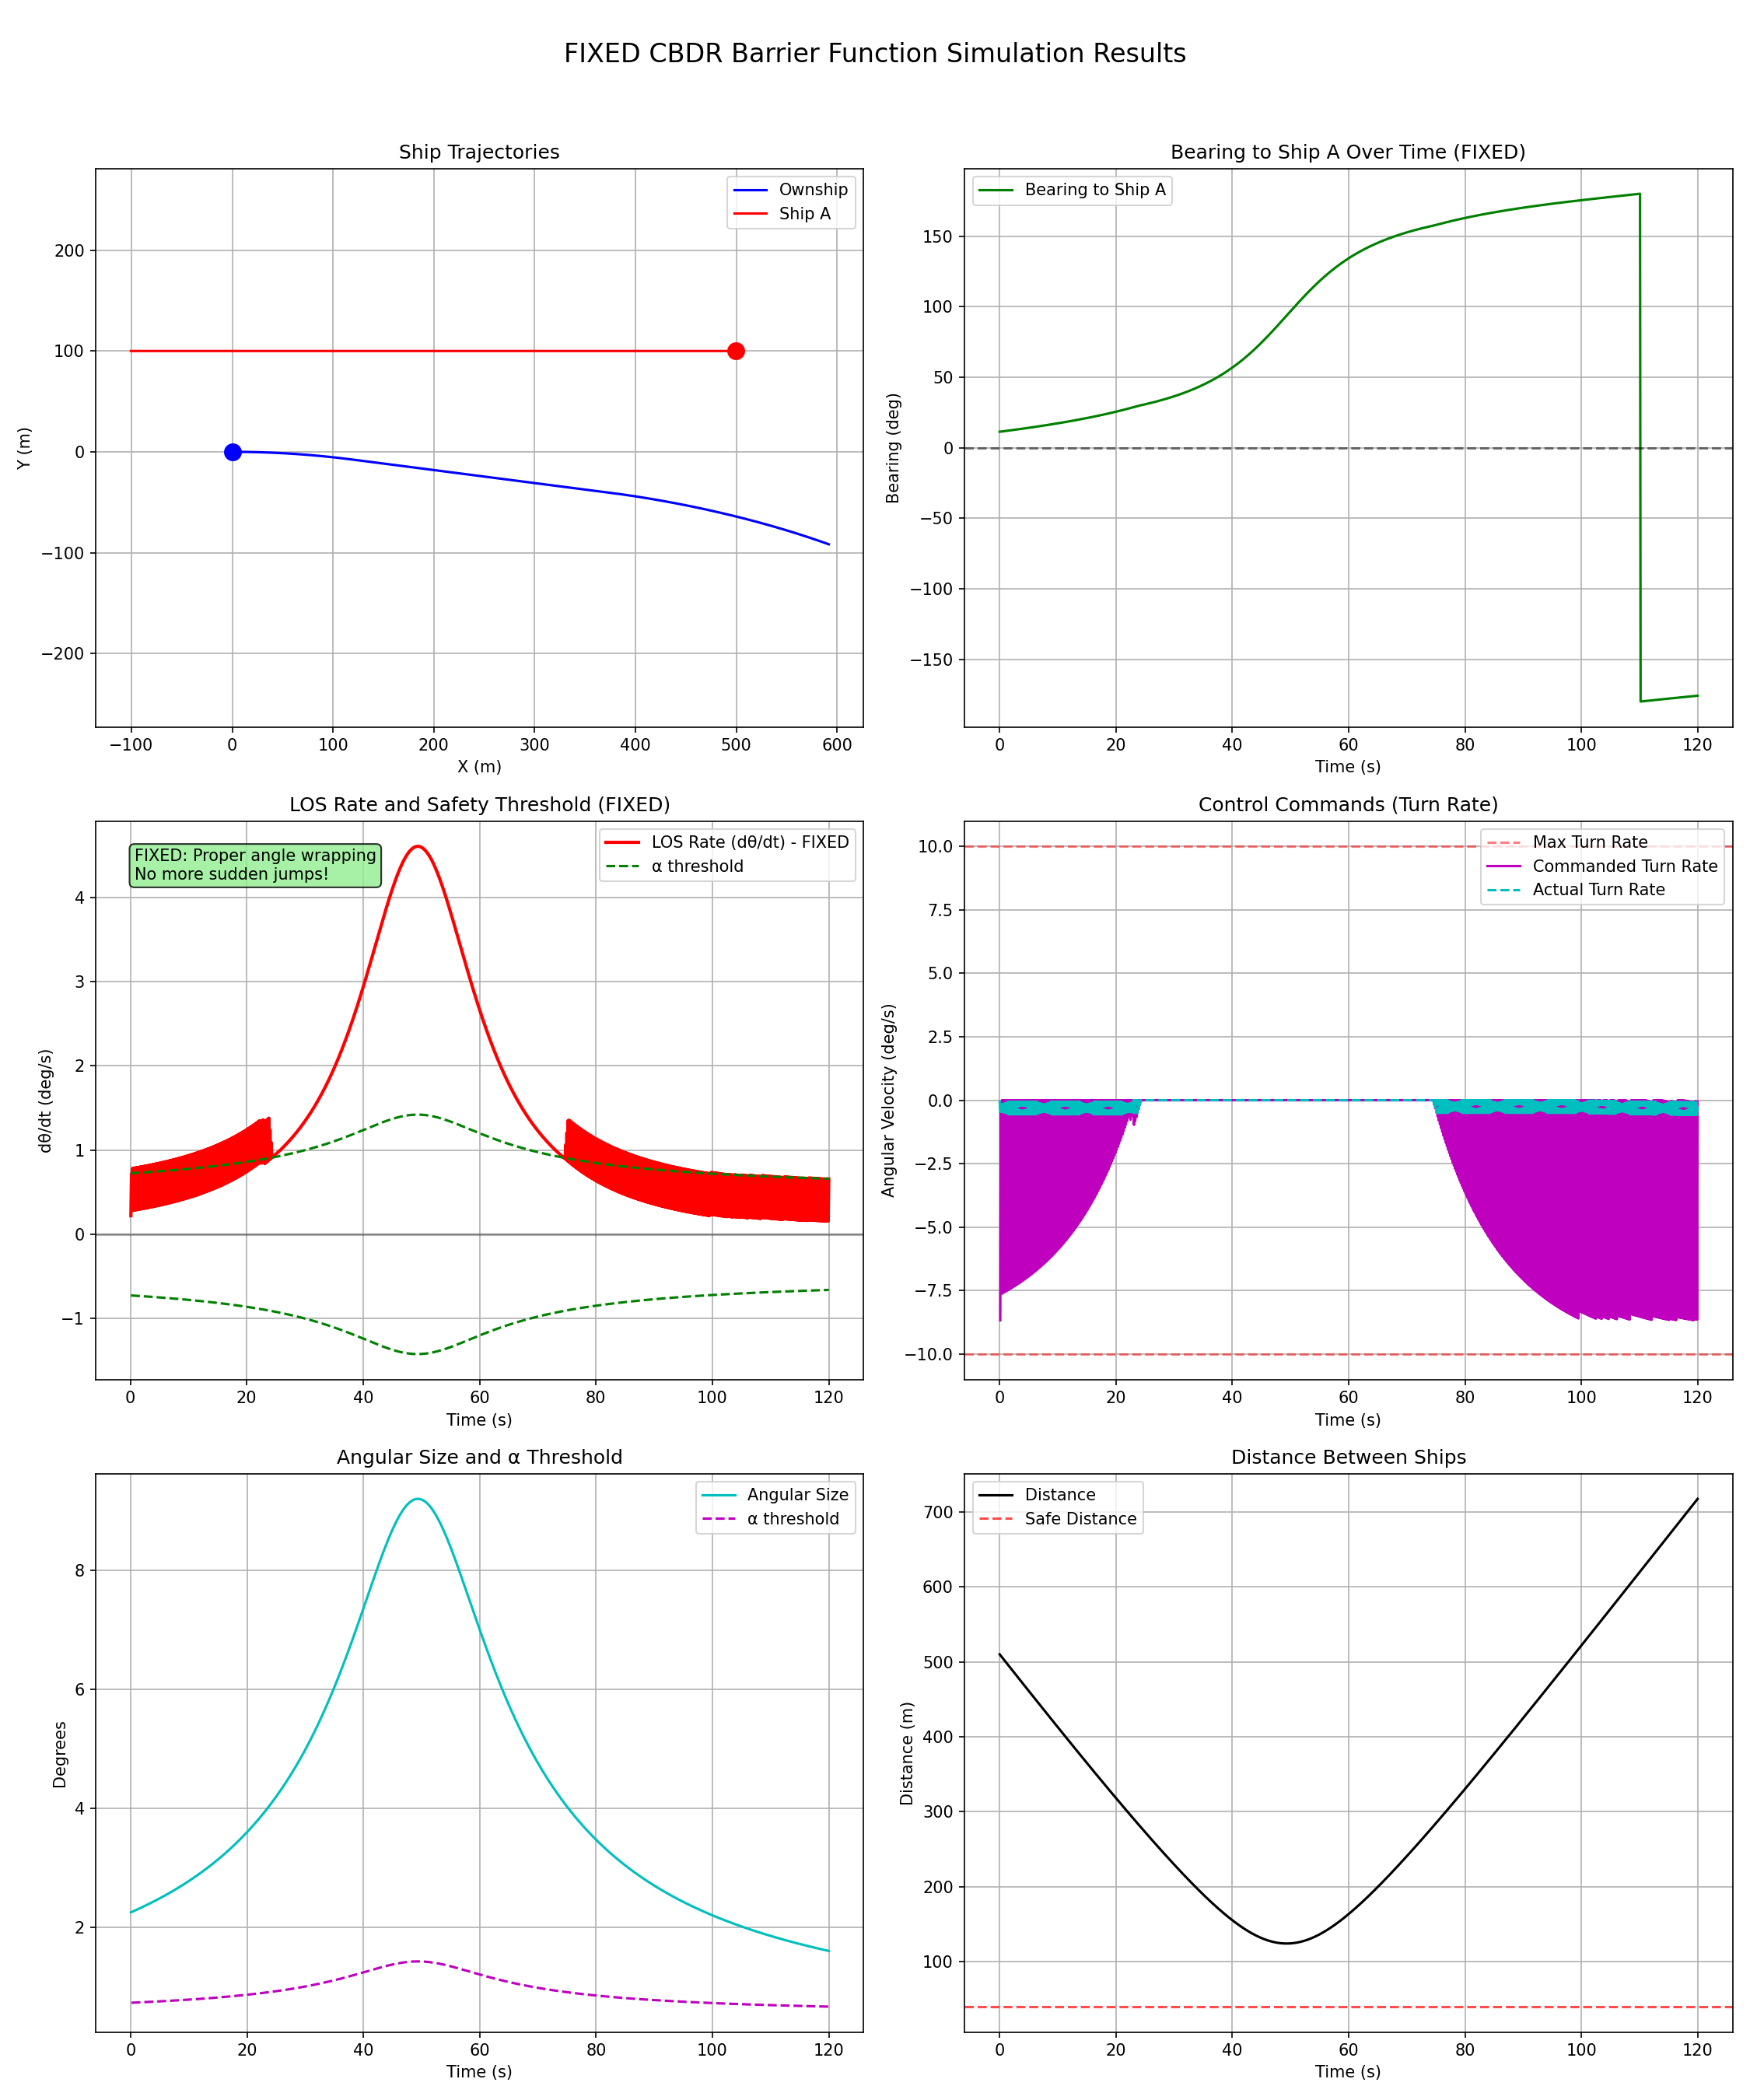 FIXED CBDR Barrier Function Simulation Results
Ship Trajectories
Ownship
Ship A
200
100
0
−100
−200
Y (m)
−100
0
100
200
300
400
500
600
X (m)
Bearing to Ship A Over Time (FIXED)
Bearing to Ship A
150
100
50
0
−50
−100
−150
Bearing (deg)
0
20
40
60
80
100
120
Time (s)
LOS Rate and Safety Threshold (FIXED)
FIXED: Proper angle wrapping
No more sudden jumps!
LOS Rate (dθ/dt) - FIXED
α threshold
4
3
2
1
0
−1
dθ/dt (deg/s)
0
20
40
60
80
100
120
Time (s)
Control Commands (Turn Rate)
Max Turn Rate
Commanded Turn Rate
Actual Turn Rate
10.0
7.5
5.0
2.5
0.0
−2.5
−5.0
−7.5
−10.0
Angular Velocity (deg/s)
0
20
40
60
80
100
120
Time (s)
Angular Size and α Threshold
Angular Size
α threshold
8
6
4
2
Degrees
0
20
40
60
80
100
120
Time (s)
Distance Between Ships
Distance
Safe Distance
700
600
500
400
300
200
100
Distance (m)
0
20
40
60
80
100
120
Time (s)